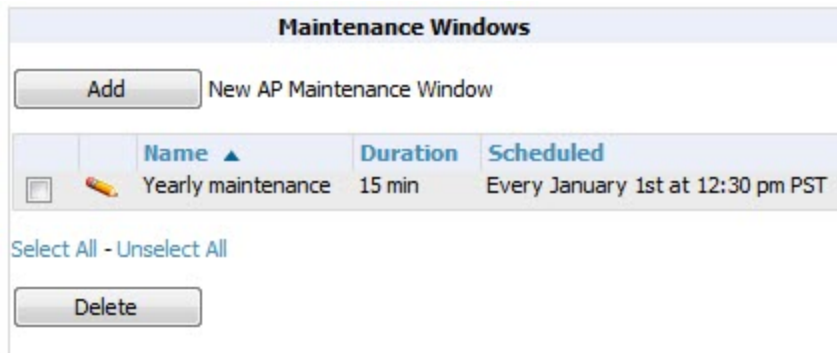 Maintenance Windows
Add New AP Maintenance Window
Name ▲ Duration Scheduled
Yearly maintenance 15 min Every January 1st at 12:30 pm PST
Select All - Unselect All
Delete